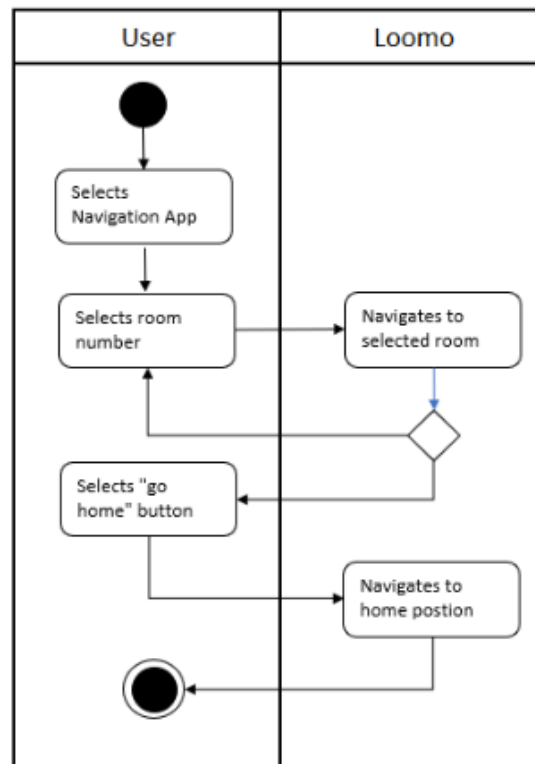 User
Loomo
Selects
Navigation App
Selects room
number
Navigates to
selected room
Selects "go
home" button
Navigates to
home postion